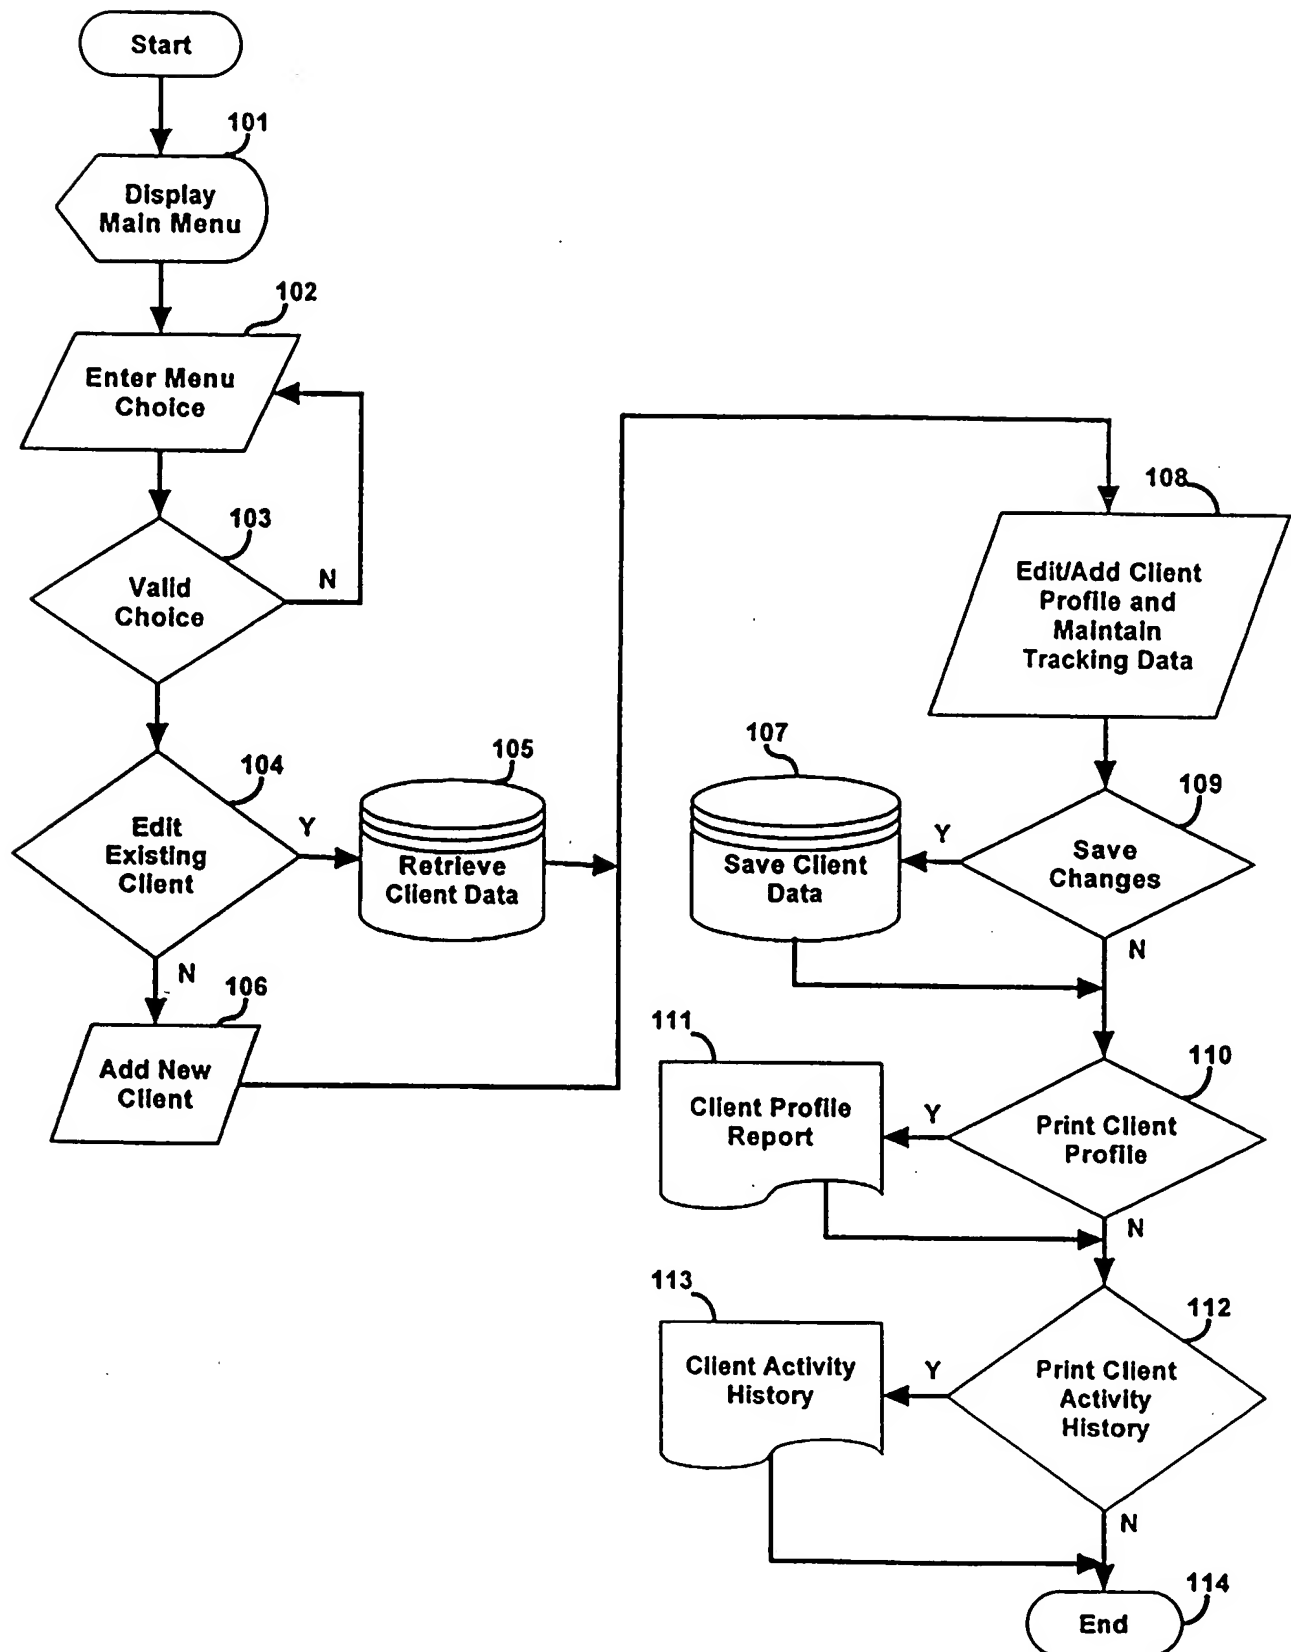 Start
101
Display
Main Menu
102
Enter Menu
Choice
103
Valid
Choice
N
104
Edit
Existing
Client
Y
N
105
Retrieve
Client Data
106
Add New
Client
108
Edit/Add Client
Profile and
Maintain
Tracking Data
109
Save
Changes
Y
N
107
Save Client
Data
110
Print Client
Profile
Y
N
111
Client Profile
Report
112
Print Client
Activity
History
Y
N
113
Client Activity
History
114
End